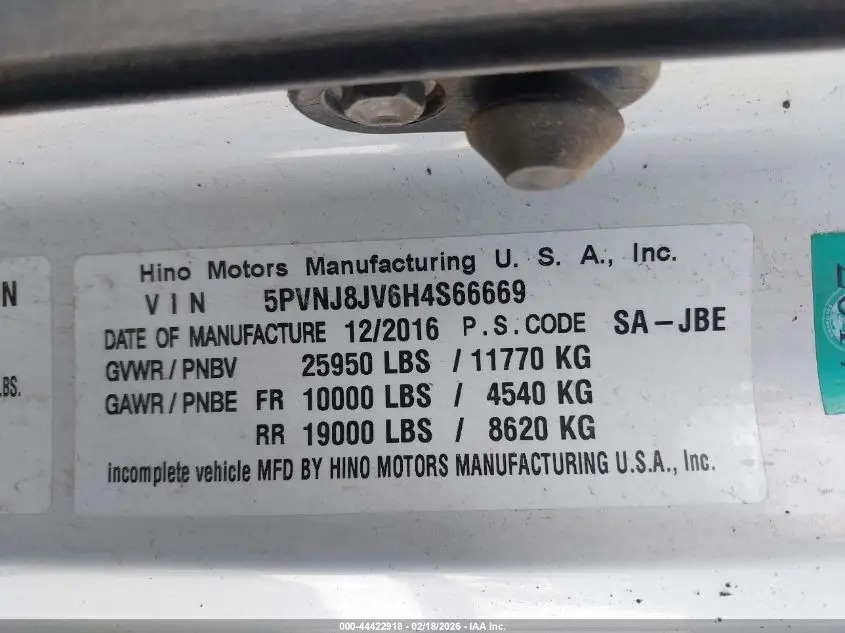 Hino Motors Manufacturing U. S. A., Inc.
VIN 5PVNJ8JV6H4S66669
DATE OF MANUFACTURE 12/2016 P.S.CODE SA-JBE
GVWR/PNBV 25950 LBS / 11770 KG
GAWR/PNBE FR 10000 LBS / 4540 KG
RR 19000 LBS / 8620 KG
incomplete vehicle MFD BY HINO MOTORS MANUFACTURING U.S.A., Inc.
N
LBS.
000-44422918 - 02/18/2026 - IAA Inc.